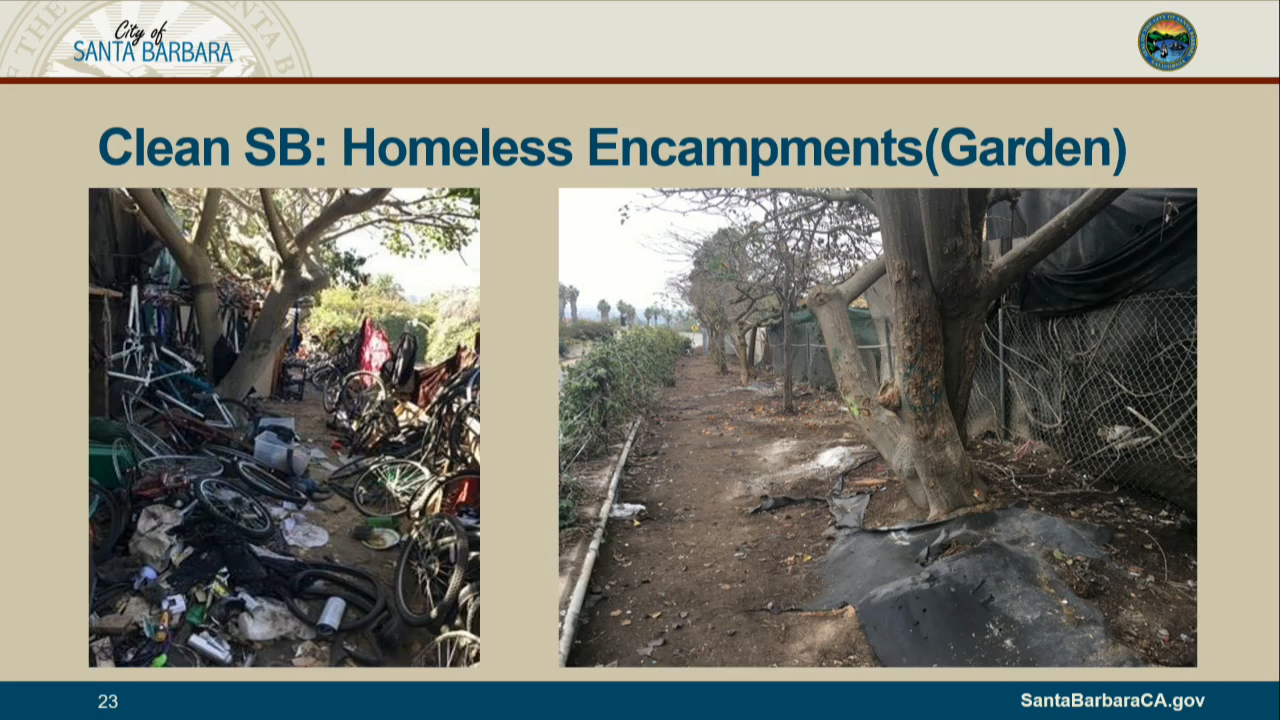 City of
SANTA BARBARA
Clean SB: Homeless Encampments(Garden)
23
SantaBarbaraCA.gov